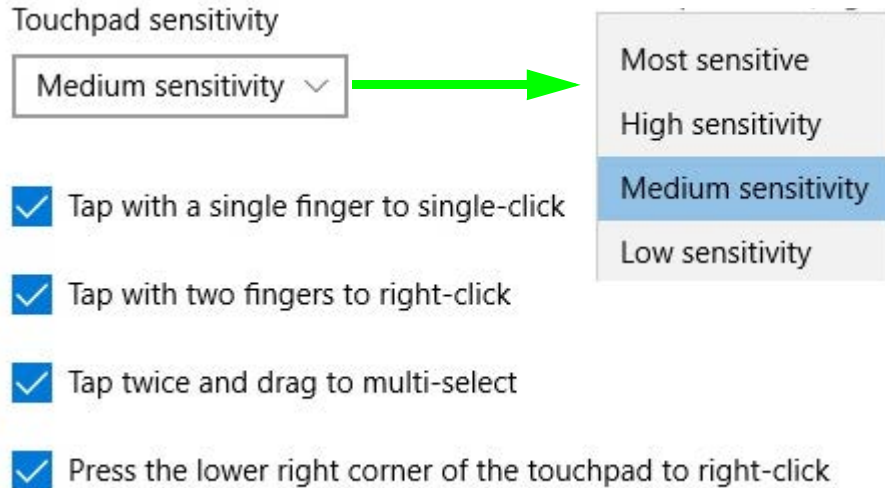 Touchpad sensitivity
Medium sensitivity
Most sensitive
High sensitivity
Medium sensitivity
Low sensitivity
Tap with a single finger to single-click
Tap with two fingers to right-click
Tap twice and drag to multi-select
Press the lower right corner of the touchpad to right-click